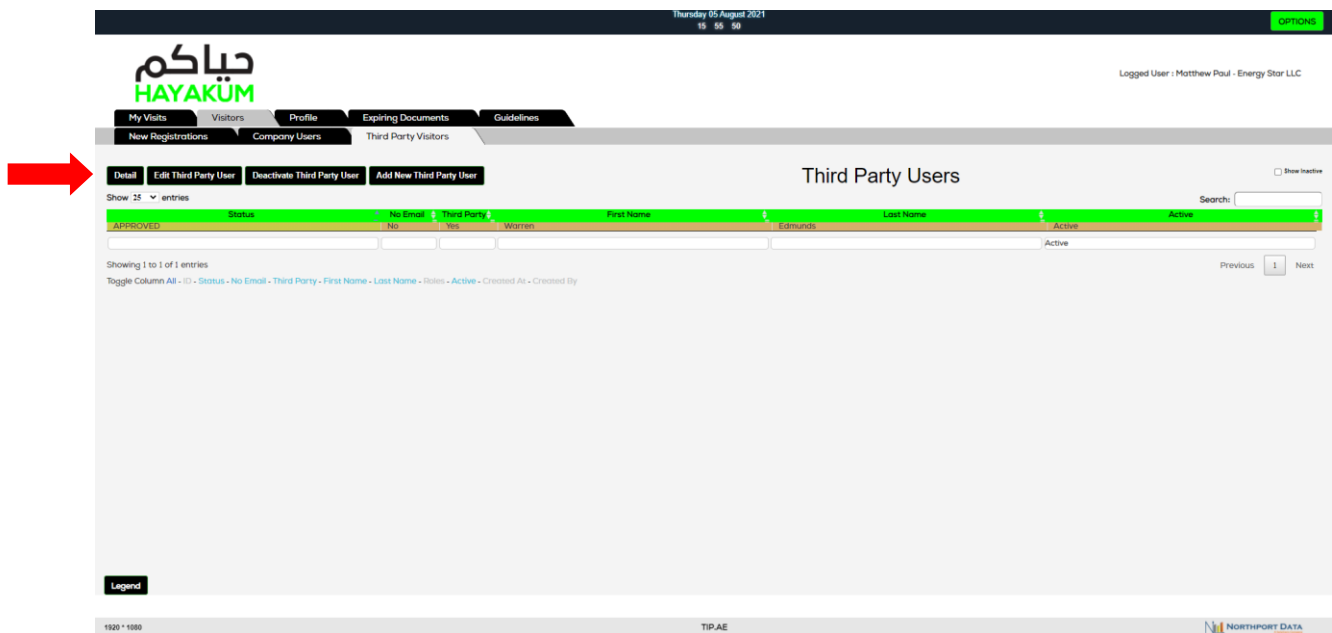 Thursday 05 August 2021
15 55 50
OPTIONS
حياكم
HAYAKUM
Logged User : Matthew Paul - Energy Star LLC
My Visits Visitors Profile Expiring Documents Guidelines
New Registrations Company Users Third Party Visitors
Detail Edit Third Party User Deactivate Third Party User Add New Third Party User
Third Party Users
Show Inactive
Show 25 entries
Search:
Status No Email Third Party First Name Last Name Active
APPROVED No Yes Warren Edmunds Active
Active
Showing 1 to 1 of 1 entries
Previous 1 Next
Toggle Column All - ID - Status - No Email - Third Party - First Name - Last Name - Roles - Active - Created At - Created By
Legend
1920 * 1080
TIP.AE
NORTHPORT DATA